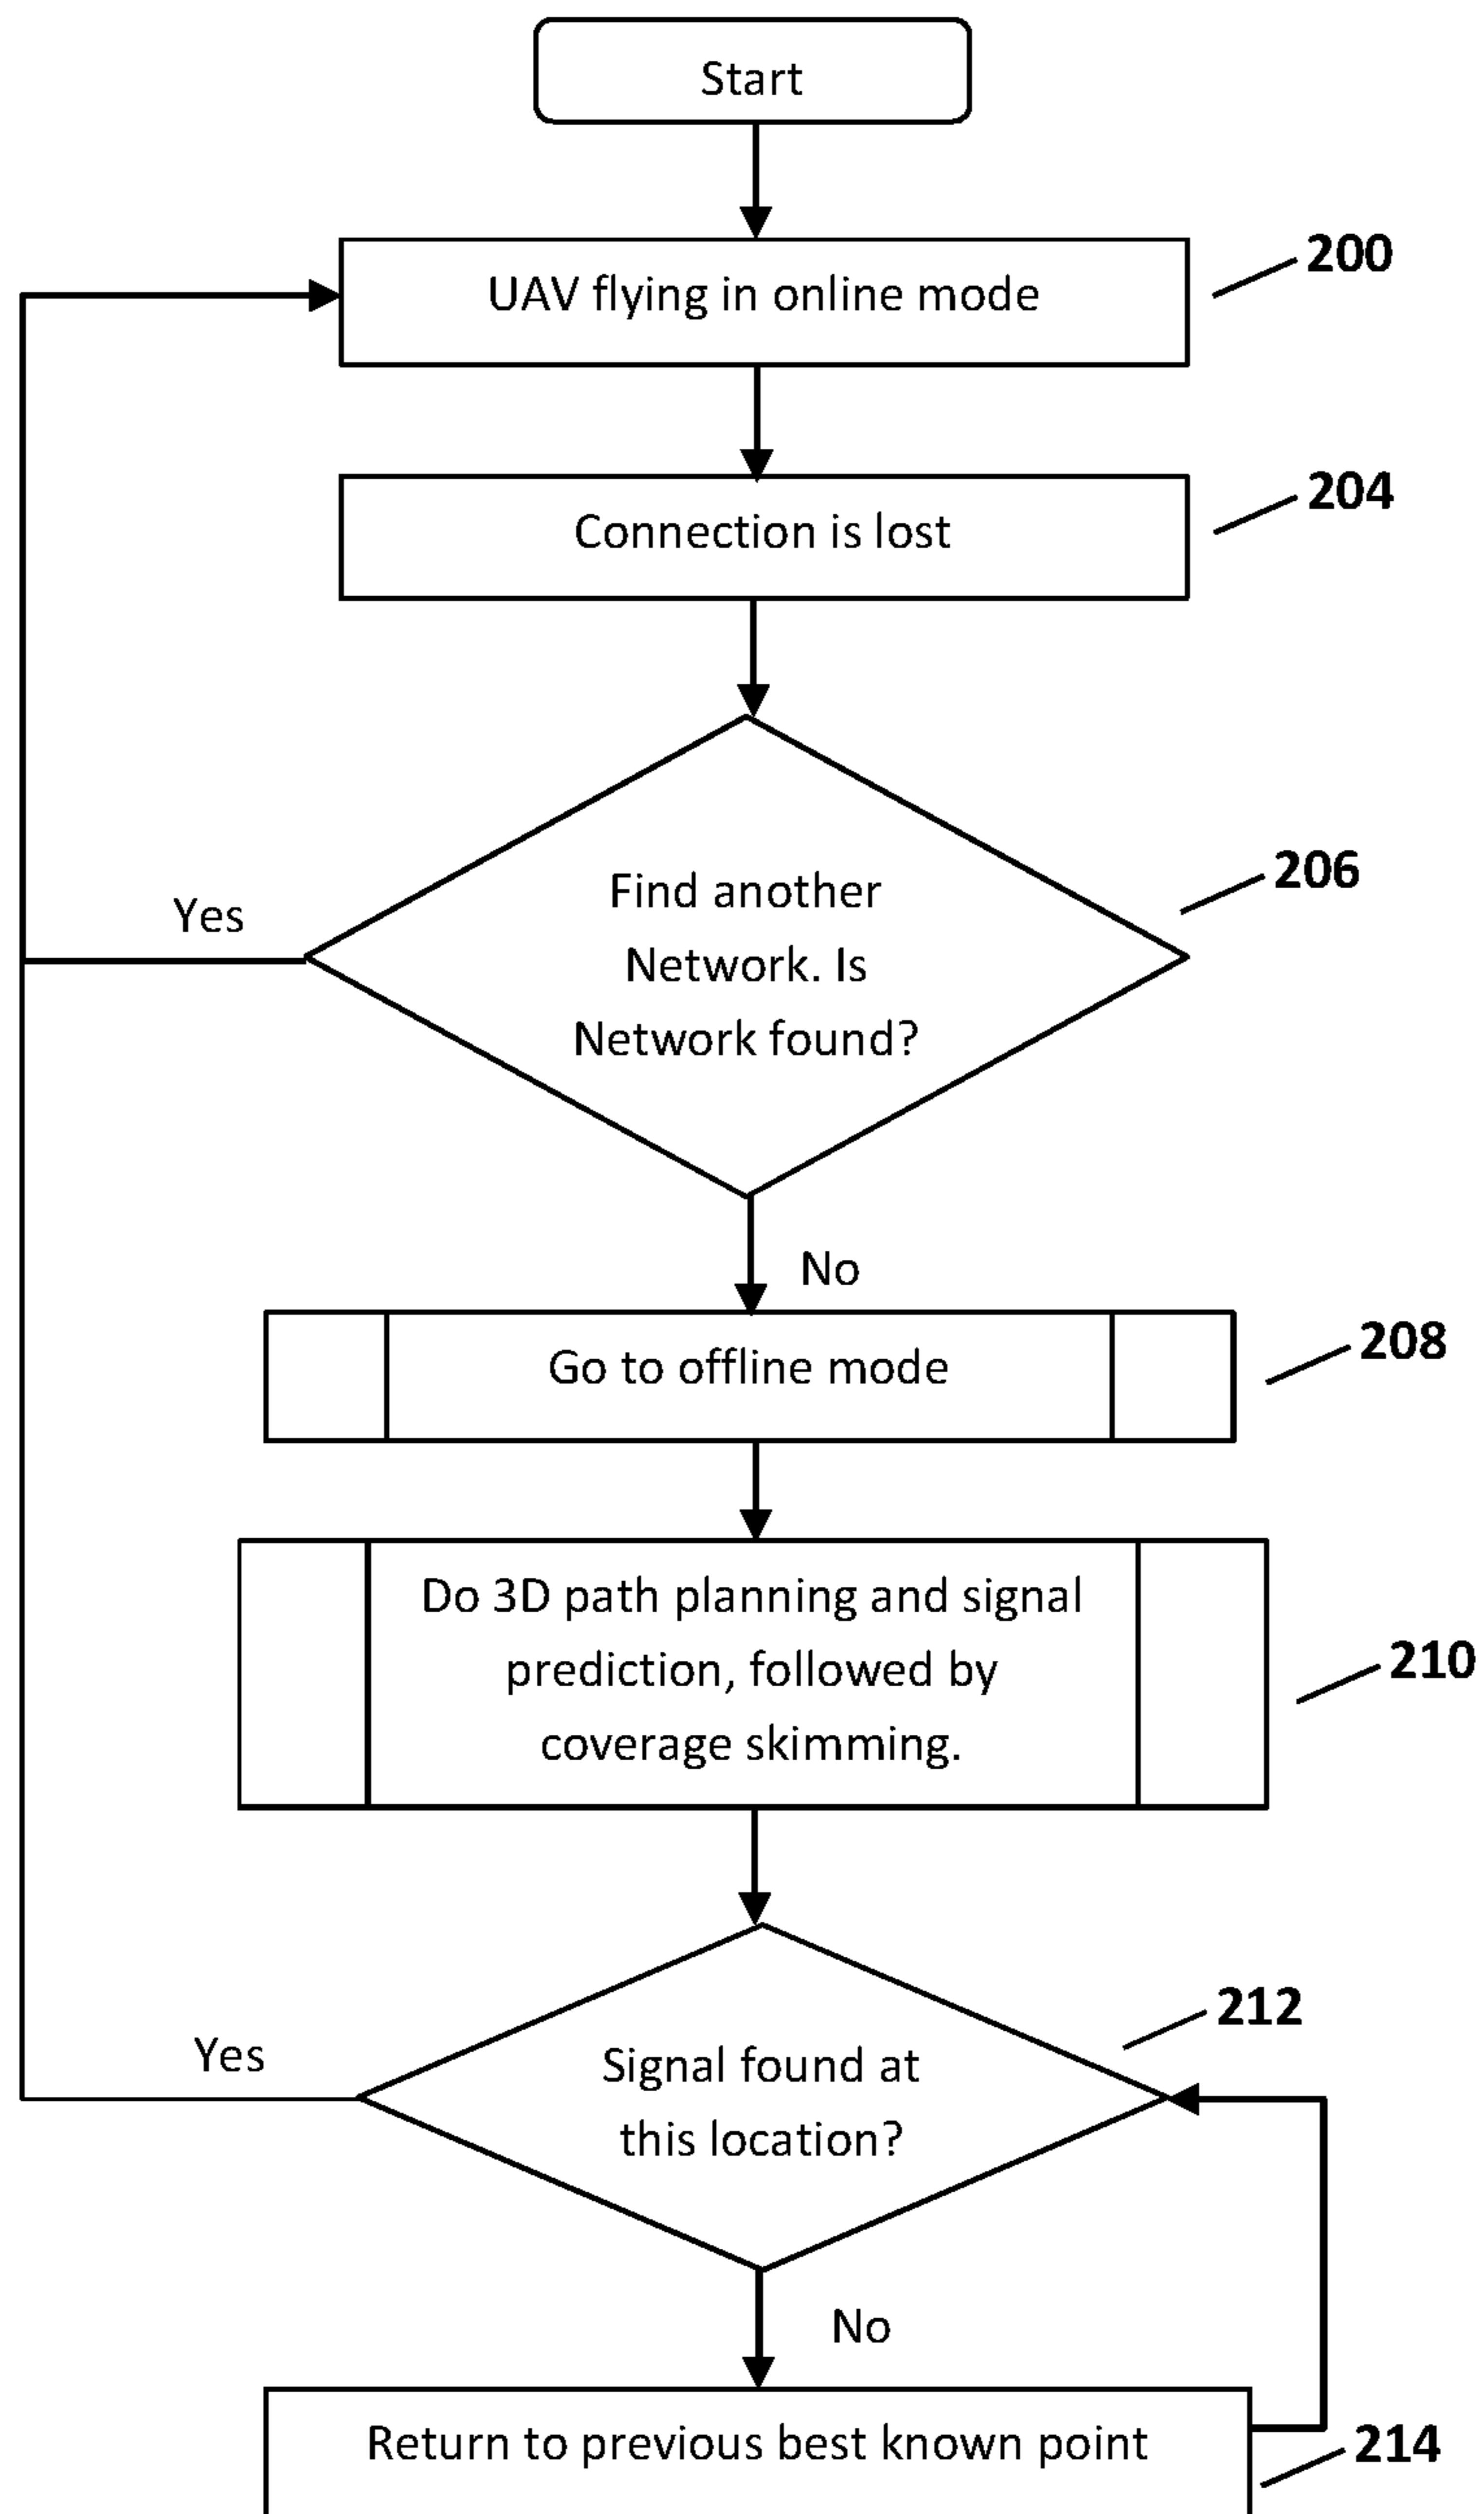 Start
UAV flying in online mode
200
Connection is lost
204
Find another
Network. Is
Network found?
206
Yes
No
Go to offline mode
208
Do 3D path planning and signal
prediction, followed by
coverage skimming.
210
Signal found at
this location?
212
Yes
No
Return to previous best known point
214